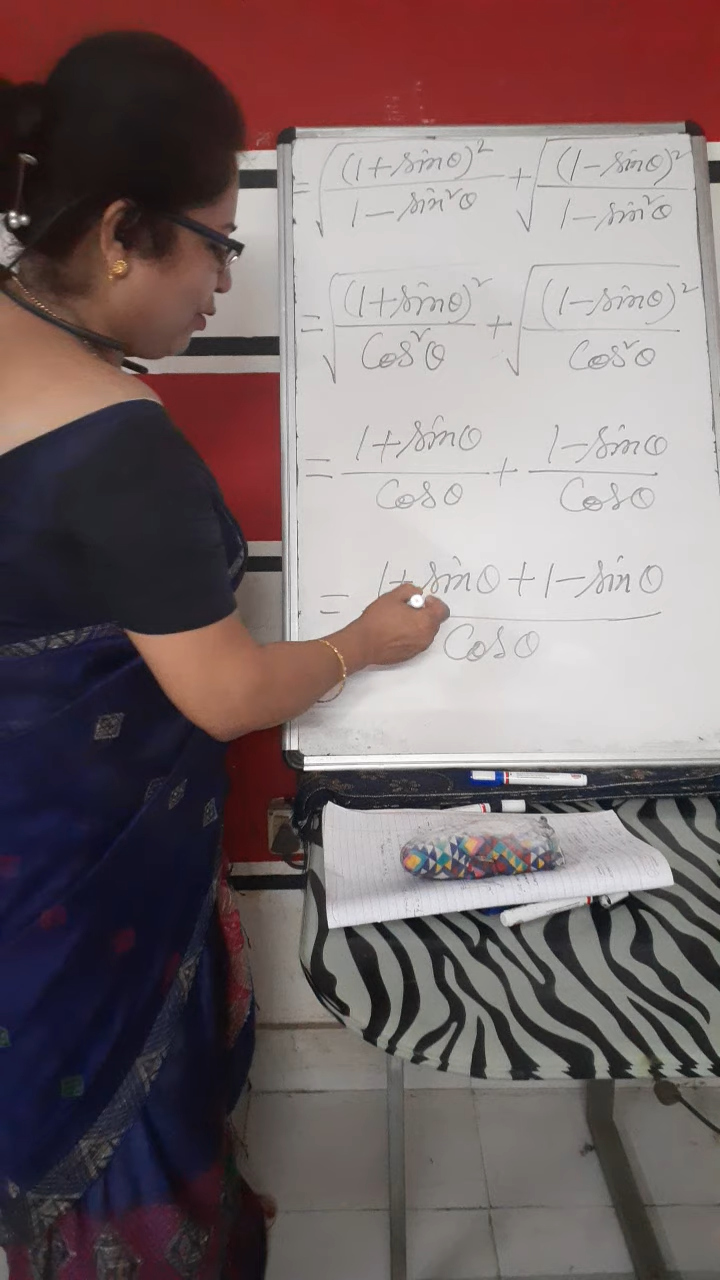 = √((1+sinθ)²/(1-sin²θ)) + √((1-sinθ)²/(1-sin²θ))
= √((1+sinθ)²/Cos²θ) + √((1-sinθ)²/Cos²θ)
= (1+sinθ)/Cosθ + (1-sinθ)/Cosθ
= (1+sinθ+1-sinθ)/Cosθ